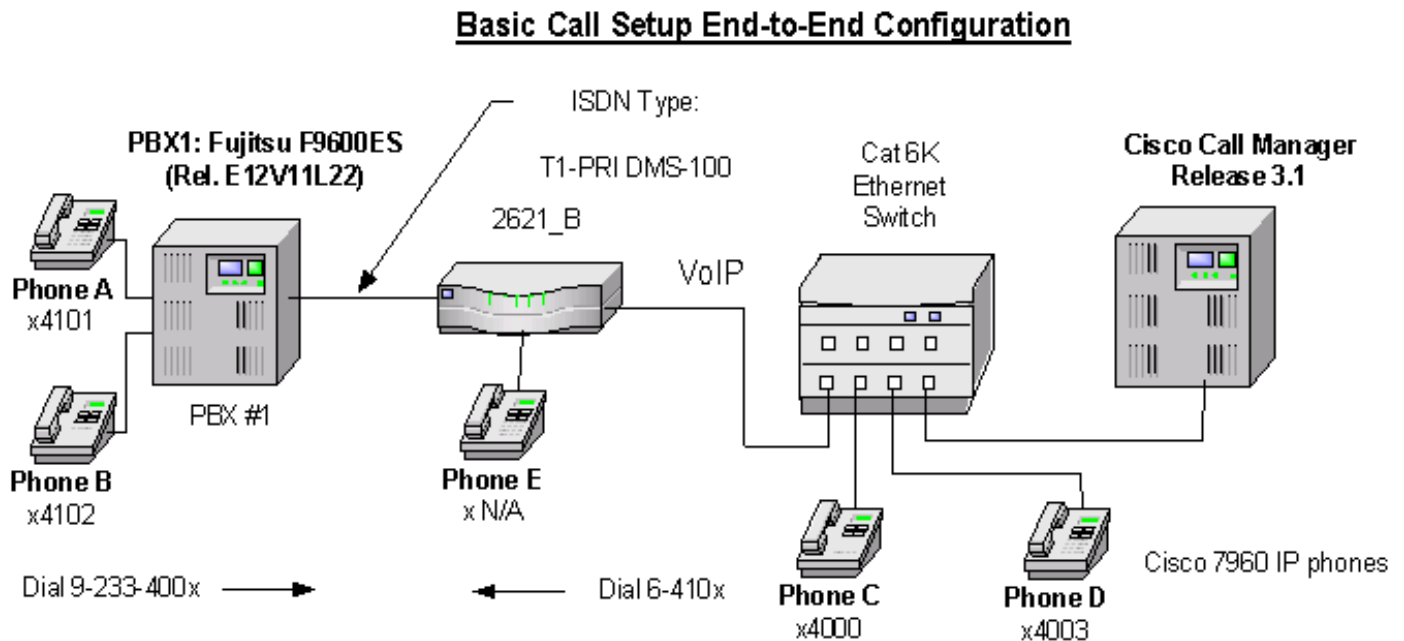 Basic Call Setup End-to-End Configuration
ISDN Type:
T1-PRI DMS-100
PBX1: Fujitsu F9600ES
(Rel. E12V11L22)
2621_B
Cat6K
Ethernet
Switch
Cisco Call Manager
Release 3.1
VoIP
Phone A
x4101
PBX #1
Phone B
x4102
Phone E
x N/A
Dial 9-233-400x
Dial 6-410x
Phone C
x4000
Phone D
x4003
Cisco 7960 IP phones